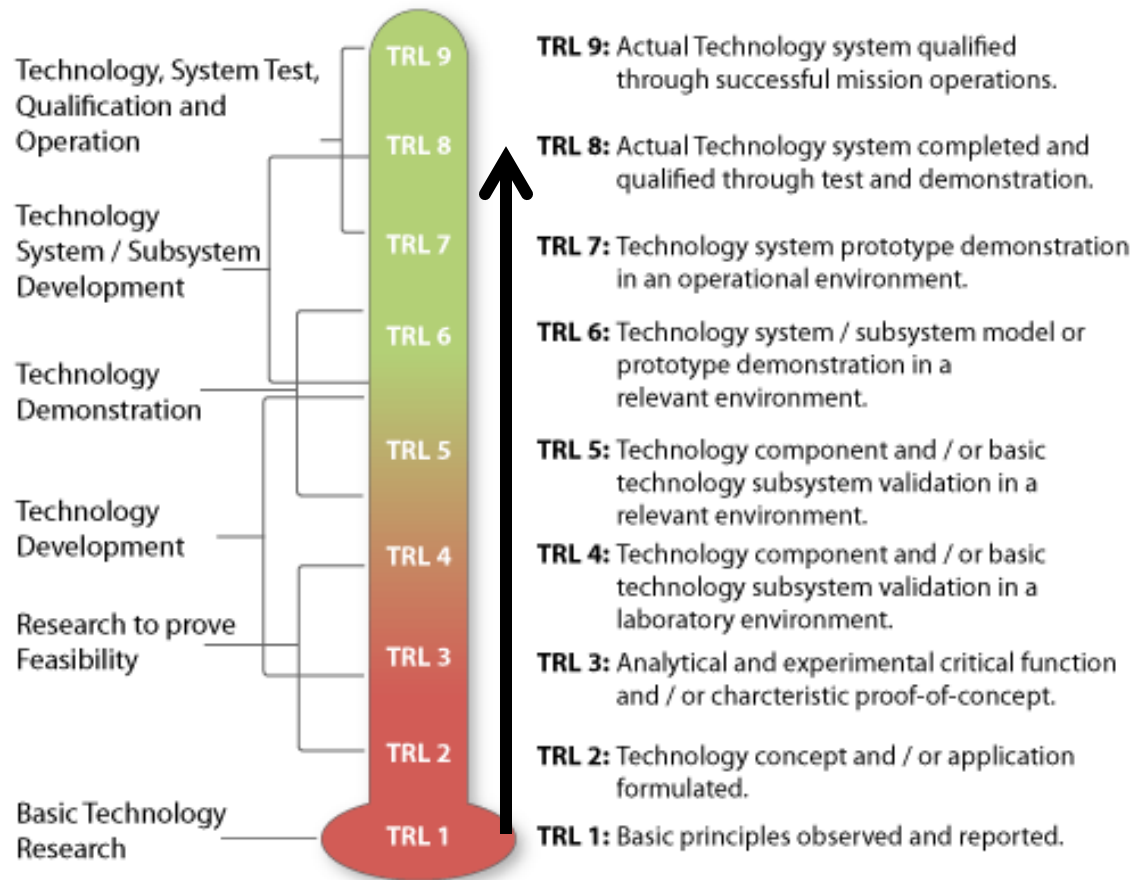 Technology, System Test,
Qualification and
Operation
Technology
System / Subsystem
Development
Technology
Demonstration
Technology
Development
Research to prove
Feasibility
Basic Technology
Research
TRL 9
TRL 8
TRL 7
TRL 6
TRL 5
TRL 4
TRL 3
TRL 2
TRL 1
TRL 9: Actual Technology system qualified
through successful mission operations.
TRL 8: Actual Technology system completed and
qualified through test and demonstration.
TRL 7: Technology system prototype demonstration
in an operational environment.
TRL 6: Technology system / subsystem model or
prototype demonstration in a
relevant environment.
TRL 5: Technology component and / or basic
technology subsystem validation in a
relevant environment.
TRL 4: Technology component and / or basic
technology subsystem validation in a
laboratory environment.
TRL 3: Analytical and experimental critical function
and / or charcteristic proof-of-concept.
TRL 2: Technology concept and / or application
formulated.
TRL 1: Basic principles observed and reported.